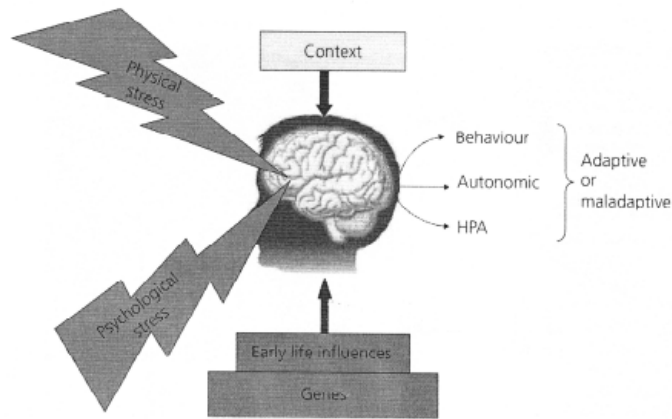 Context
Physical
stress
Behaviour
Autonomic
HPA
Adaptive
or
maladaptive
Psychological
stress
Early life influences
Genes